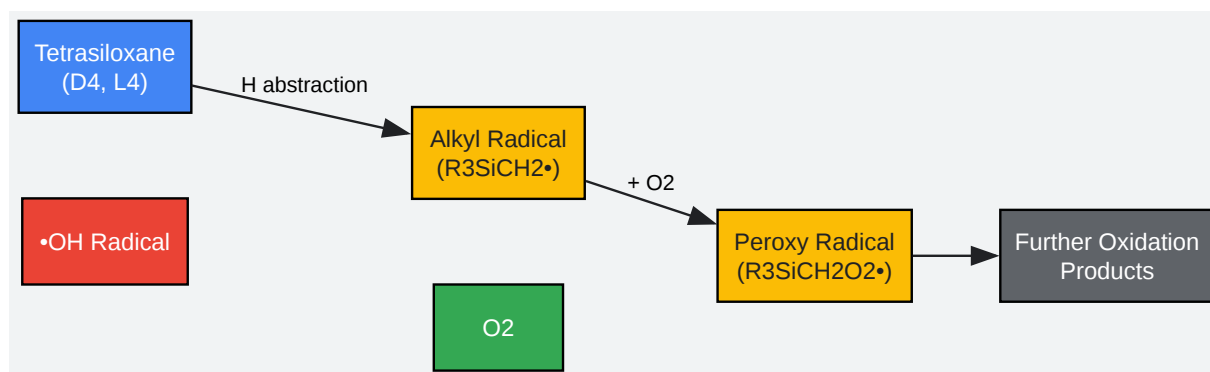 Tetrasiloxane
(D4, L4)
H abstraction
Alkyl Radical
(R3SiCH2•)
+ O2
•OH Radical
Peroxy Radical
(R3SiCH2O2•)
Further Oxidation
Products
O2